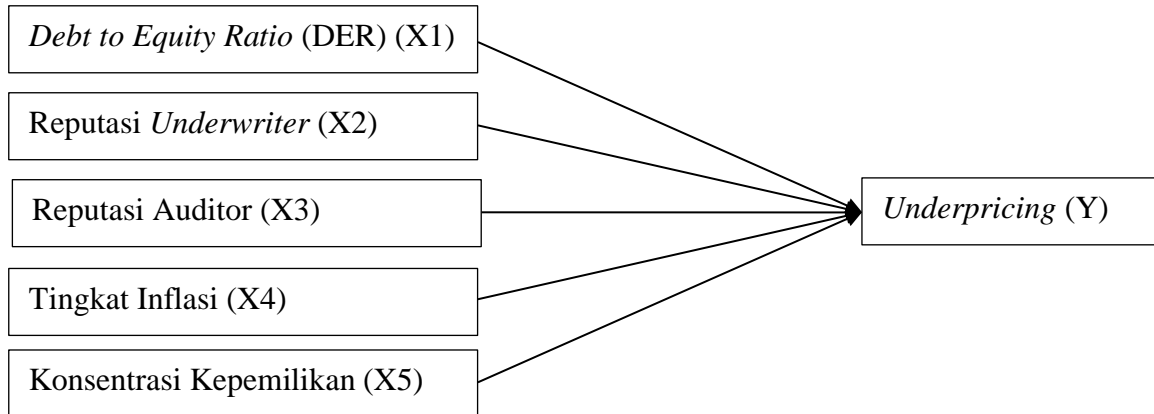 Debt to Equity Ratio (DER) (X1)
Reputasi Underwriter (X2)
Reputasi Auditor (X3)
Underpricing (Y)
Tingkat Inflasi (X4)
Konsentrasi Kepemilikan (X5)